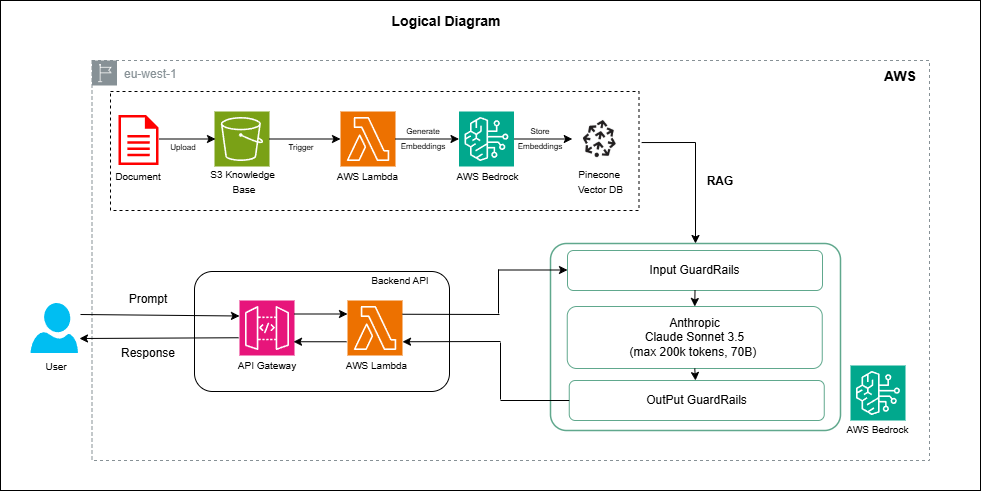 Logical Diagram
eu-west-1
AWS
Document
Upload
S3 Knowledge
Base
Trigger
AWS Lambda
Generate
Embeddings
AWS Bedrock
Store
Embeddings
Pinecone
Vector DB
RAG
Input GuardRails
Anthropic
Claude Sonnet 3.5
(max 200k tokens, 70B)
OutPut GuardRails
AWS Bedrock
Backend API
Prompt
Response
User
API Gateway
AWS Lambda